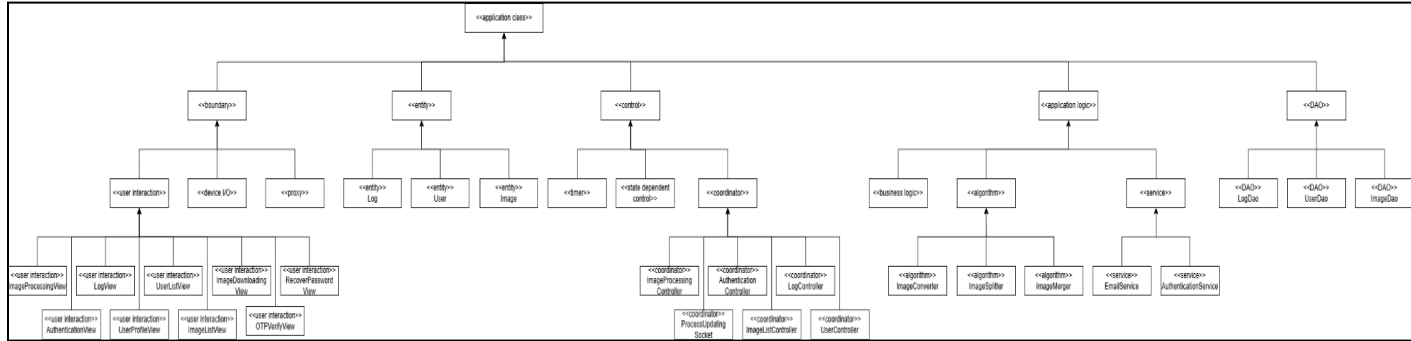 <<application class>>
<<boundary>>
<<entity>>
<<control>>
<<application logic>>
<<DAO>>
<<user interaction>>
<<device I/O>>
<<proxy>>
<<entity>>
Log
<<entity>>
User
<<entity>>
Image
<<timer>>
<<state dependent
control>>
<<coordinator>>
<<business logic>>
<<algorithm>>
<<service>>
<<DAO>>
LogDao
<<DAO>>
UserDao
<<DAO>>
ImageDao
<<user interaction>>
ImageProcessingView
<<user interaction>>
LogView
<<user interaction>>
UserListView
<<user interaction>>
ImageDownloading
View
<<user interaction>>
RecoverPassword
View
<<coordinator>>
ImageProcessing
Controller
<<coordinator>>
Authentication
Controller
<<coordinator>>
LogController
<<algorithm>>
ImageConverter
<<algorithm>>
ImageSplitter
<<algorithm>>
ImageMerger
<<service>>
EmailService
<<service>>
AuthenticationService
<<user interaction>>
AuthenticationView
<<user interaction>>
UserProfileView
<<user interaction>>
ImageListView
<<user interaction>>
OTPVerifyView
<<coordinator>>
ProcessUpdating
Socket
<<coordinator>>
ImageListController
<<coordinator>>
UserController